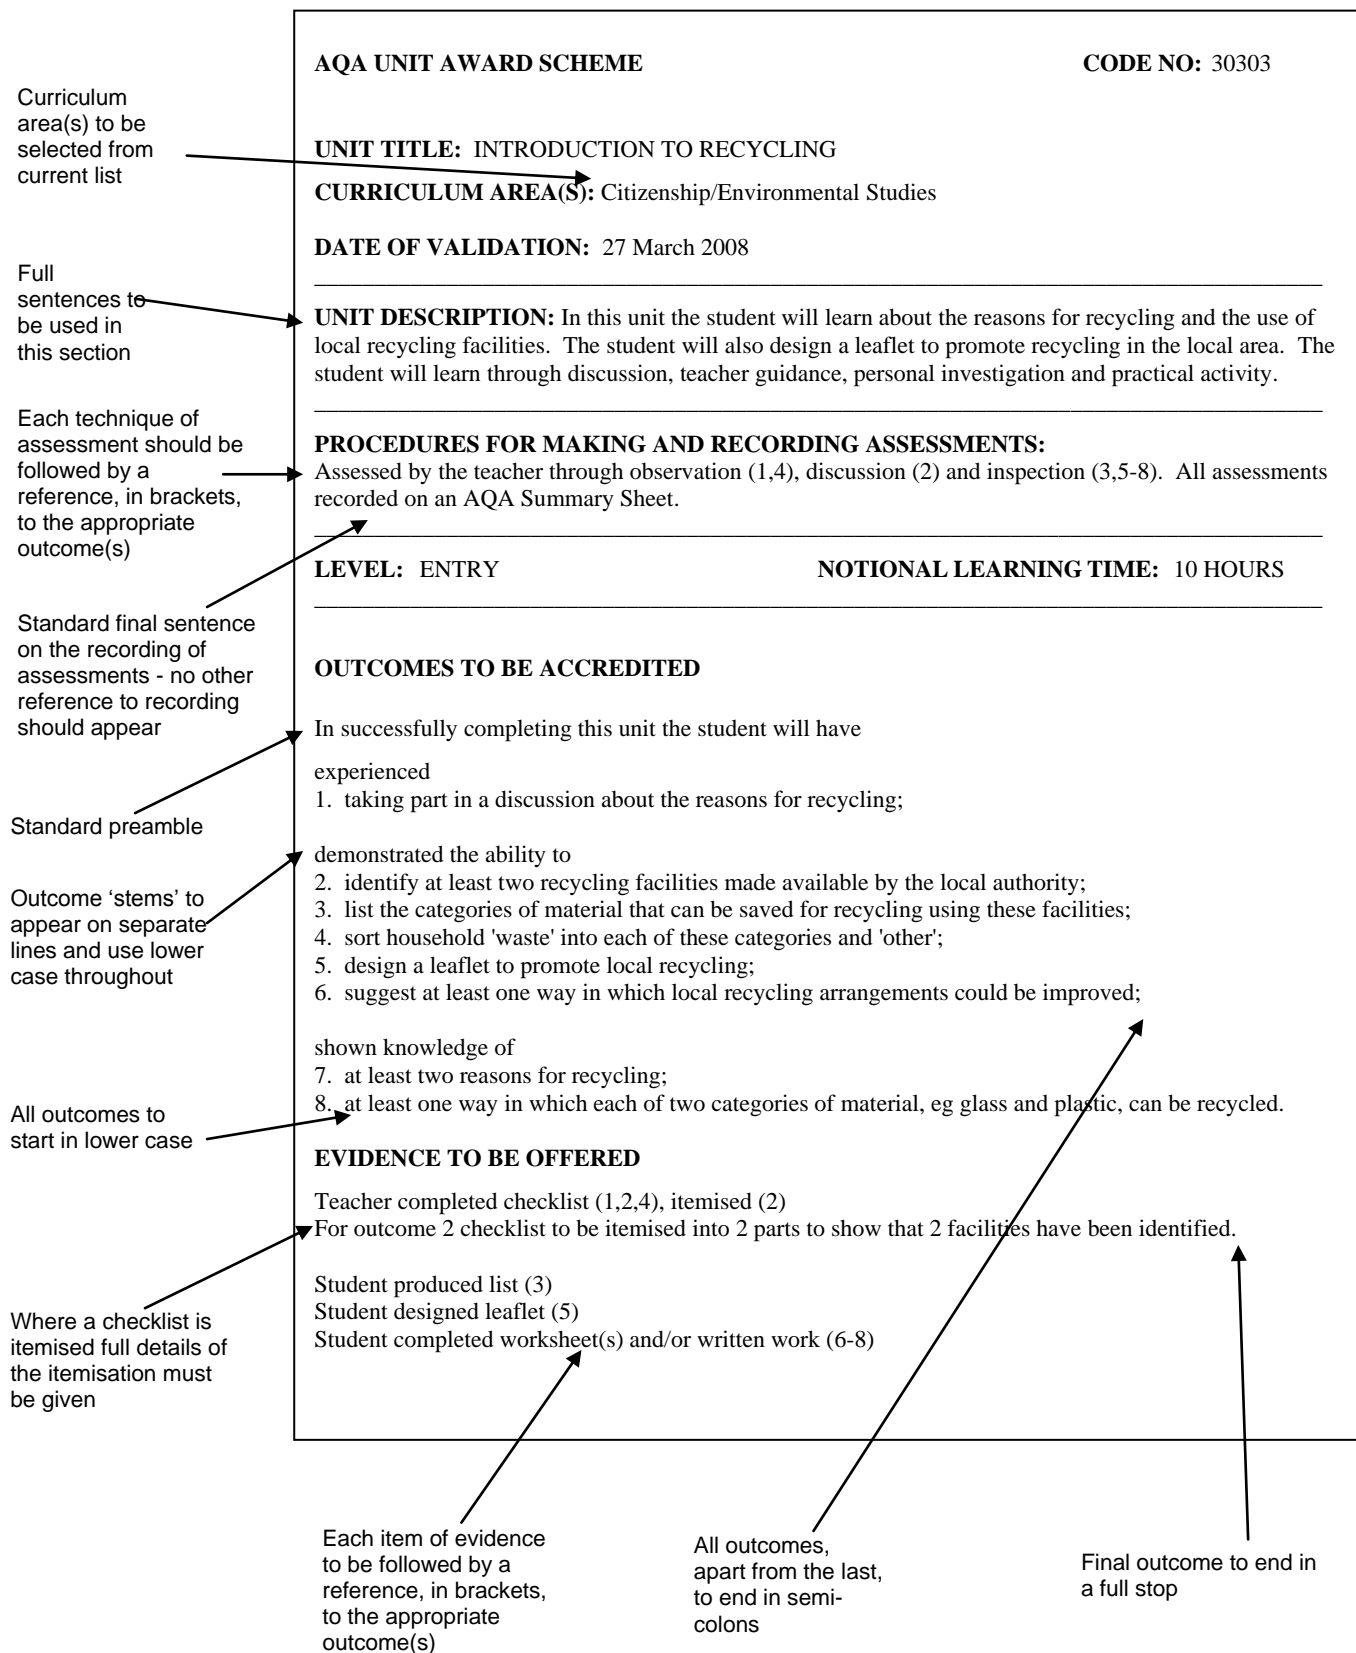 AQA UNIT AWARD SCHEME CODE NO: 30303
Curriculum
area(s) to be
selected from
current list
UNIT TITLE: INTRODUCTION TO RECYCLING
CURRICULUM AREA(S): Citizenship/Environmental Studies
DATE OF VALIDATION: 27 March 2008
Full
sentences to
be used in
this section
UNIT DESCRIPTION: In this unit the student will learn about the reasons for recycling and the use of
local recycling facilities. The student will also design a leaflet to promote recycling in the local area. The
student will learn through discussion, teacher guidance, personal investigation and practical activity.
Each technique of
assessment should be
followed by a
reference, in brackets,
to the appropriate
outcome(s)
PROCEDURES FOR MAKING AND RECORDING ASSESSMENTS:
Assessed by the teacher through observation (1,4), discussion (2) and inspection (3,5-8). All assessments
recorded on an AQA Summary Sheet.
LEVEL: ENTRY NOTIONAL LEARNING TIME: 10 HOURS
Standard final sentence
on the recording of
assessments - no other
reference to recording
should appear
OUTCOMES TO BE ACCREDITED
In successfully completing this unit the student will have
experienced
1. taking part in a discussion about the reasons for recycling;
Standard preamble
demonstrated the ability to
2. identify at least two recycling facilities made available by the local authority;
3. list the categories of material that can be saved for recycling using these facilities;
4. sort household 'waste' into each of these categories and 'other';
5. design a leaflet to promote local recycling;
6. suggest at least one way in which local recycling arrangements could be improved;
Outcome ‘stems’ to
appear on separate
lines and use lower
case throughout
shown knowledge of
7. at least two reasons for recycling;
8. at least one way in which each of two categories of material, eg glass and plastic, can be recycled.
All outcomes to
start in lower case
EVIDENCE TO BE OFFERED
Teacher completed checklist (1,2,4), itemised (2)
For outcome 2 checklist to be itemised into 2 parts to show that 2 facilities have been identified.
Student produced list (3)
Student designed leaflet (5)
Student completed worksheet(s) and/or written work (6-8)
Where a checklist is
itemised full details of
the itemisation must
be given
Each item of evidence
to be followed by a
reference, in brackets,
to the appropriate
outcome(s)
All outcomes,
apart from the last,
to end in semi-
colons
Final outcome to end in
a full stop